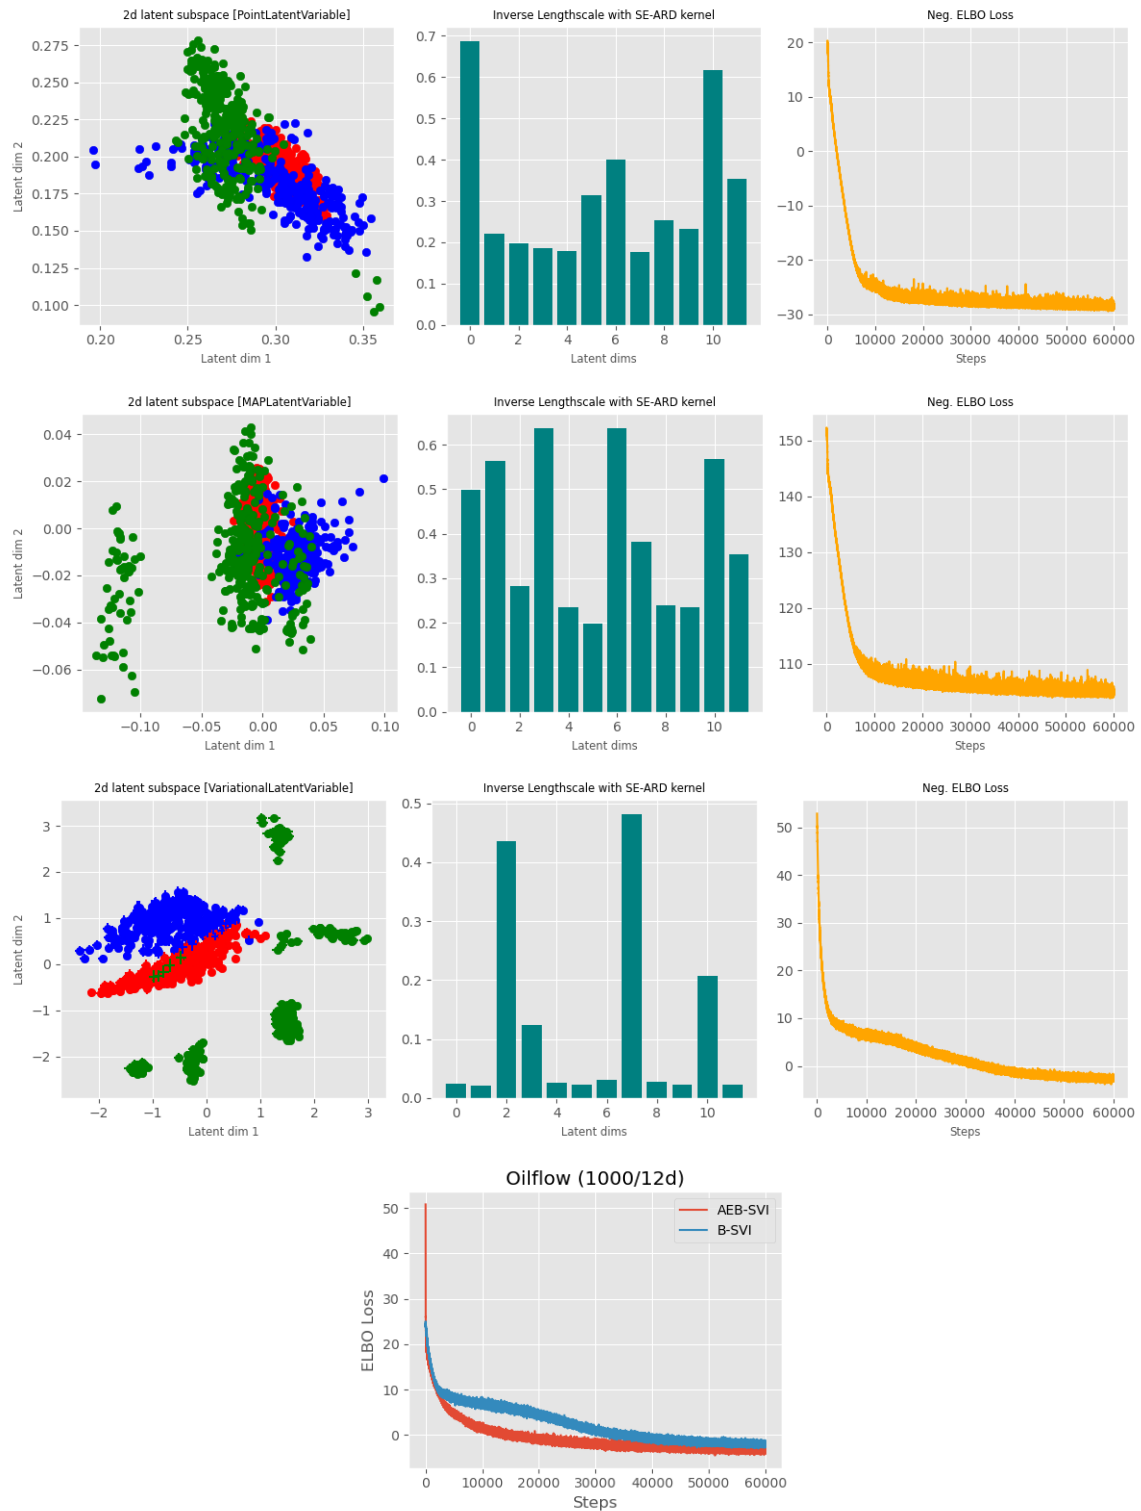 2d latent subspace [PointLatentVariable]
Latent dim 2
0.275
0.250
0.225
0.200
0.175
0.150
0.125
0.100
0.20 0.25 0.30 0.35
Latent dim 1
Inverse Lengthscale with SE-ARD kernel
0.7
0.6
0.5
0.4
0.3
0.2
0.1
0.0
0 2 4 6 8 10
Latent dims
Neg. ELBO Loss
20
10
0
−10
−20
−30
0 10000 20000 30000 40000 50000 60000
Steps
2d latent subspace [MAPLatentVariable]
Latent dim 2
0.04
0.02
0.00
−0.02
−0.04
−0.06
−0.10 −0.05 0.00 0.05 0.10
Latent dim 1
Inverse Lengthscale with SE-ARD kernel
0.6
0.5
0.4
0.3
0.2
0.1
0.0
0 2 4 6 8 10
Latent dims
Neg. ELBO Loss
150
140
130
120
110
0 10000 20000 30000 40000 50000 60000
Steps
2d latent subspace [VariationalLatentVariable]
Latent dim 2
3
2
1
0
−1
−2
−2 −1 0 1 2 3
Latent dim 1
Inverse Lengthscale with SE-ARD kernel
0.5
0.4
0.3
0.2
0.1
0.0
0 2 4 6 8 10
Latent dims
Neg. ELBO Loss
50
40
30
20
10
0
0 10000 20000 30000 40000 50000 60000
Steps
Oilflow (1000/12d)
ELBO Loss
50
40
30
20
10
0
AEB-SVI
B-SVI
0 10000 20000 30000 40000 50000 60000
Steps